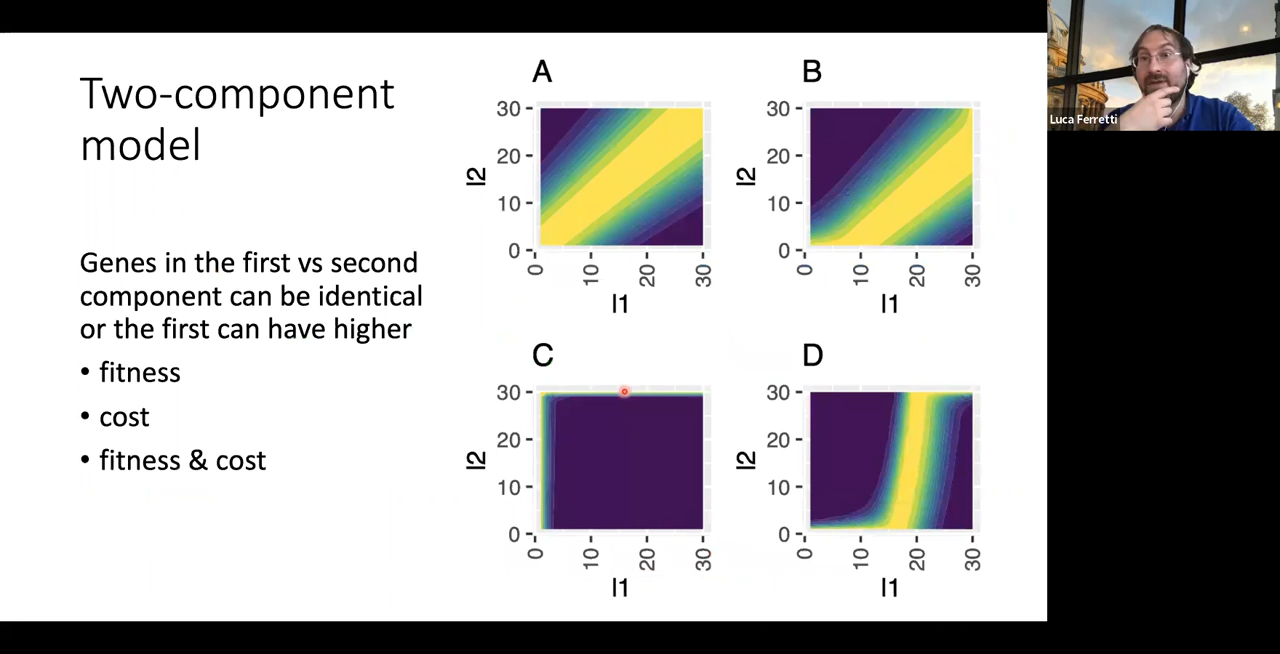 Two-component
model
Genes in the first vs second
component can be identical
or the first can have higher
• fitness
• cost
• fitness & cost
A
30
20
10
0
l2
0
10
20
30
l1
B
30
20
10
0
l2
0
10
20
30
l1
C
30
20
10
0
l2
0
10
20
30
l1
D
30
20
10
0
l2
0
10
20
30
l1
Luca Ferretti